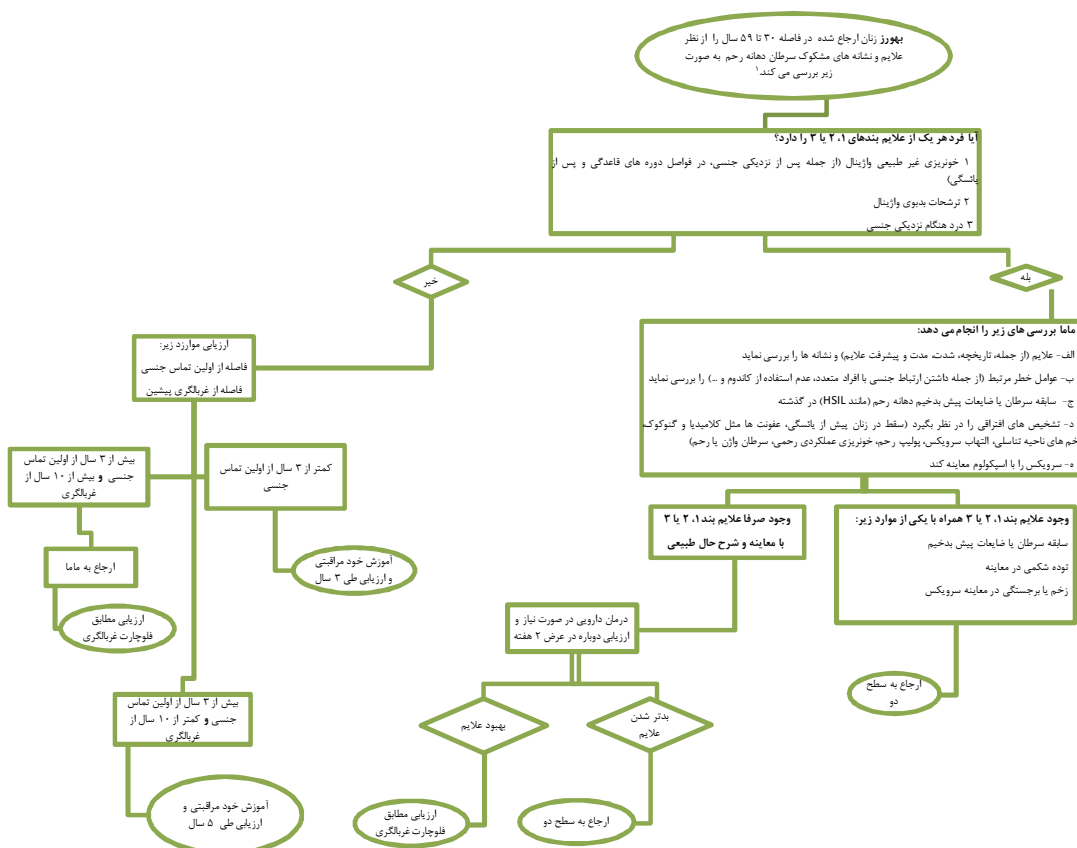 بهورز زنان ارجاع شده در فاصله ۳۰ تا ۵۹ سال را از نظر
علایم و نشانه های مشکوک سرطان دهانه رحم به صورت
زیر بررسی می کند.۱
آیا فرد هر یک از علایم بندهای ۱، ۲ یا ۳ را دارد؟
۱ خونریزی غیر طبیعی واژینال (از جمله پس از نزدیکی جنسی، در فواصل دوره های قاعدگی و پس از
یائسگی)
۲ ترشحات بدبوی واژینال
۳ درد هنگام نزدیکی جنسی
بله
خیر
ماما بررسی های زیر را انجام می دهد:
الف- علایم (از جمله، تاریخچه، شدت، مدت و پیشرفت علایم) و نشانه ها را بررسی نماید
ب- عوامل خطر مرتبط (از جمله داشتن ارتباط جنسی با افراد متعدد، عدم استفاده از کاندوم و ...) را بررسی نماید
ج- سابقه سرطان یا ضایعات پیش بدخیم دهانه رحم (مانند HSIL) در گذشته
د- تشخیص های افتراقی را در نظر بگیرد (سقط در زنان پیش از یائسگی، عفونت ها مثل کلامیدیا و گنوکوک،
خم های ناحیه تناسلی، التهاب سرویکس، پولیپ رحم، خونریزی عملکردی رحمی، سرطان واژن یا رحم)
ه- سرویکس را با اسپکولوم معاینه کند
وجود علایم بند ۱، ۲ یا ۳ همراه با یکی از موارد زیر:
سابقه سرطان یا ضایعات پیش بدخیم
توده شکمی در معاینه
زخم یا برجستگی در معاینه سرویکس
ارجاع به سطح
دو
وجود صرفا علایم بند ۱، ۲ یا ۳
با معاینه و شرح حال طبیعی
درمان دارویی در صورت نیاز و
ارزیابی دوباره در عرض ۲ هفته
بدتر شدن
علایم
ارجاع به سطح دو
بهبود علایم
ارزیابی مطابق
فلوچارت غربالگری
ارزیابی موارزد زیر:
فاصله از اولین تماس جنسی
فاصله از غربالگری پیشین
کمتر از ۳ سال از اولین تماس
جنسی
آموزش خود مراقبتی
و ارزیابی طی ۳ سال
بیش از ۳ سال از اولین تماس
جنسی و بیش از ۱۰ سال از
غربالگری
ارجاع به ماما
ارزیابی مطابق
فلوچارت غربالگری
بیش از ۳ سال از اولین تماس
جنسی و کمتر از ۱۰ سال از
غربالگری
آموزش خود مراقبتی و
ارزیابی طی ۵ سال